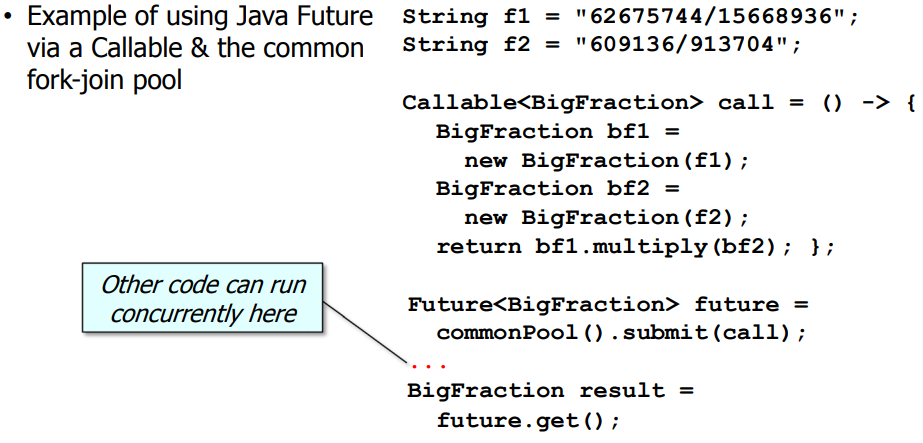 • Example of using Java Future
via a Callable & the common
fork-join pool
String f1 = "62675744/15668936";
String f2 = "609136/913704";
Callable<BigFraction> call = () -> {
BigFraction bf1 =
new BigFraction(f1);
BigFraction bf2 =
new BigFraction(f2);
return bf1.multiply(bf2); };
Other code can run
concurrently here
Future<BigFraction> future =
commonPool().submit(call);
...
BigFraction result =
future.get();